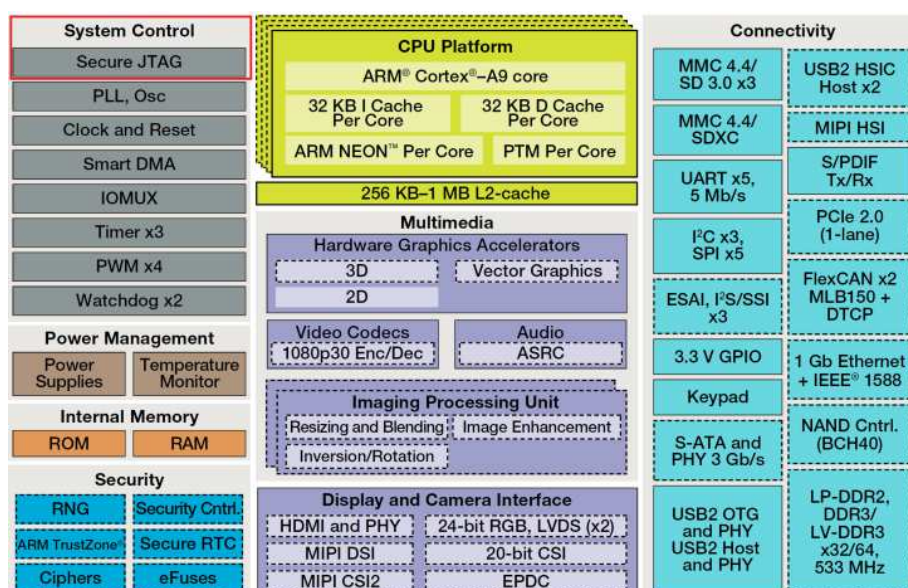 System Control
Secure JTAG
PLL, Osc
Clock and Reset
Smart DMA
IOMUX
Timer x3
PWM x4
Watchdog x2
Power Management
Power
Supplies
Temperature
Monitor
Internal Memory
ROM
RAM
Security
RNG
Security Cntrl.
ARM TrustZone®
Secure RTC
Ciphers
eFuses
CPU Platform
ARM® Cortex®–A9 core
32 KB I Cache
Per Core
32 KB D Cache
Per Core
ARM NEON™ Per Core
PTM Per Core
256 KB–1 MB L2-cache
Multimedia
Hardware Graphics Accelerators
3D
Vector Graphics
2D
Video Codecs
1080p30 Enc/Dec
Audio
ASRC
Imaging Processing Unit
Resizing and Blending
Image Enhancement
Inversion/Rotation
Display and Camera Interface
HDMI and PHY
24-bit RGB, LVDS (x2)
MIPI DSI
20-bit CSI
MIPI CSI2
EPDC
Connectivity
MMC 4.4/
SD 3.0 x3
MMC 4.4/
SDXC
UART x5,
5 Mb/s
I²C x3,
SPI x5
ESAI, I²S/SSI
x3
3.3 V GPIO
Keypad
S-ATA and
PHY 3 Gb/s
USB2 OTG
and PHY
USB2 Host
and PHY
USB2 HSIC
Host x2
MIPI HSI
S/PDIF
Tx/Rx
PCIe 2.0
(1-lane)
FlexCAN x2
MLB150 +
DTCP
1 Gb Ethernet
+ IEEE® 1588
NAND Cntrl.
(BCH40)
LP-DDR2,
DDR3/
LV-DDR3
x32/64,
533 MHz